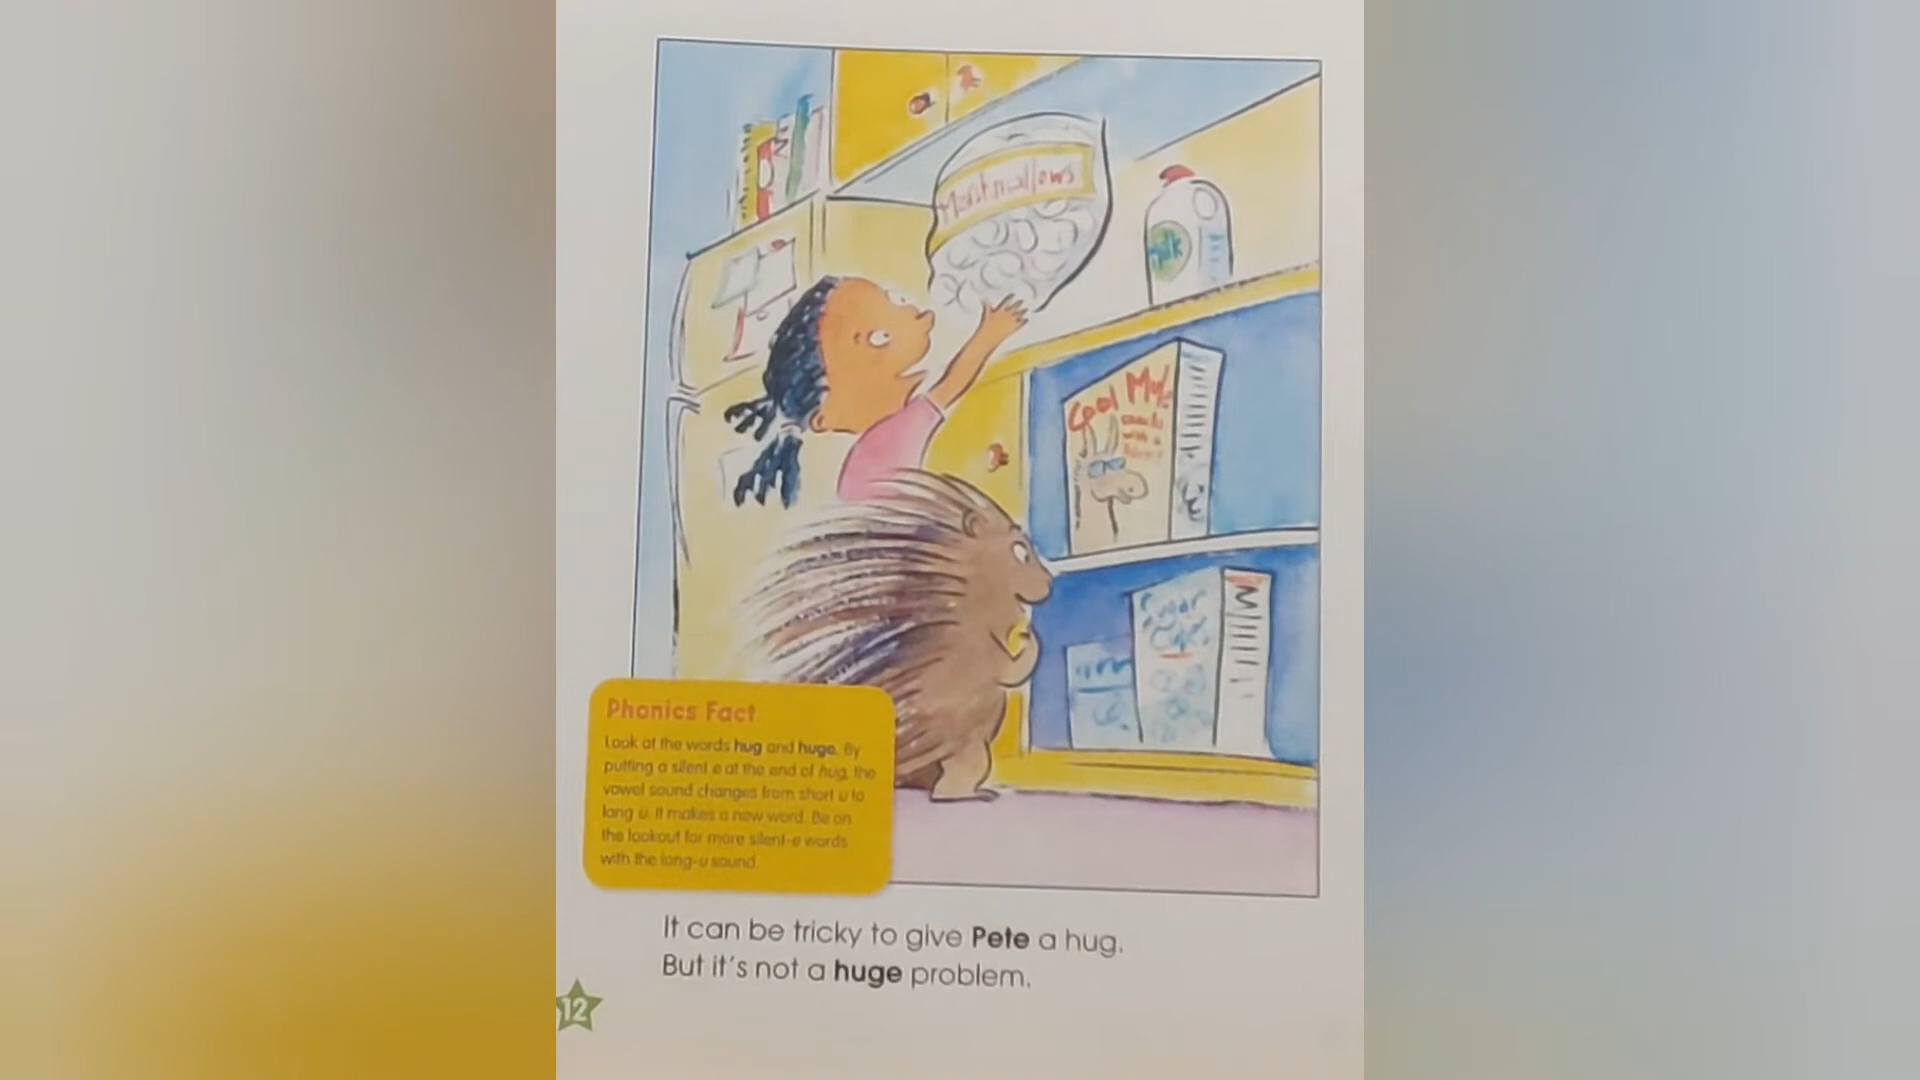 Marshmallows
Milk
Cool
Sugar
Phonics Fact
Look at the words hug and huge. By
putting a silent e at the end of hug, the
vowel sound changes from short u to
long u. It makes a new word. Be on
the lookout for more silent-e words
with the long-u sound.
It can be tricky to give Pete a hug.
But it's not a huge problem.
12